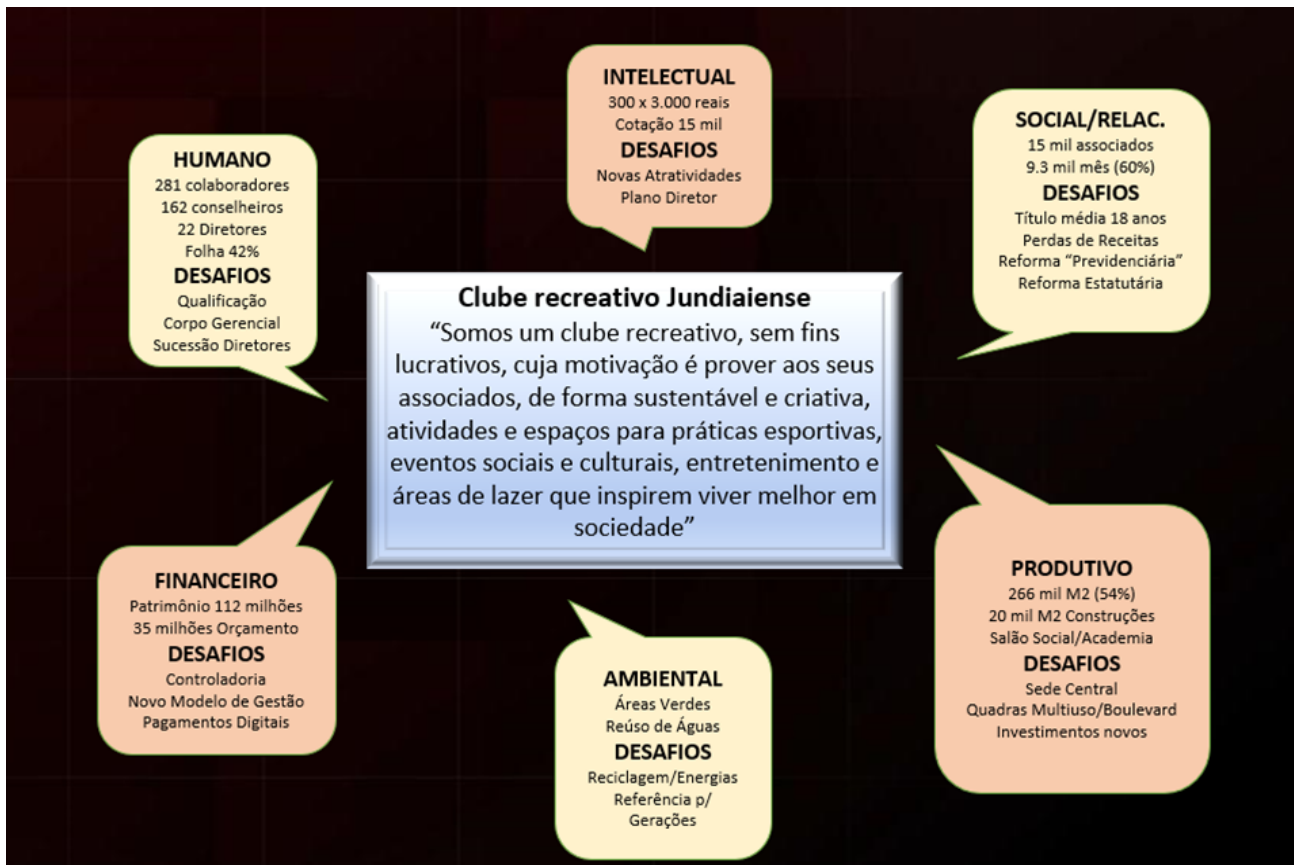 INTELECTUAL
300 x 3.000 reais
Cotação 15 mil
DESAFIOS
Novas Atratividades
Plano Diretor
SOCIAL/RELAC.
15 mil associados
9.3 mil mês (60%)
DESAFIOS
Título média 18 anos
Perdas de Receitas
Reforma “Previdenciária”
Reforma Estatutária
HUMANO
281 colaboradores
162 conselheiros
22 Diretores
Folha 42%
DESAFIOS
Qualificação
Corpo Gerencial
Sucessão Diretores
Clube recreativo Jundiaiense
“Somos um clube recreativo, sem fins
lucrativos, cuja motivação é prover aos seus
associados, de forma sustentável e criativa,
atividades e espaços para práticas esportivas,
eventos sociais e culturais, entretenimento e
áreas de lazer que inspirem viver melhor em
sociedade”
FINANCEIRO
Patrimônio 112 milhões
35 milhões Orçamento
DESAFIOS
Controladoria
Novo Modelo de Gestão
Pagamentos Digitais
AMBIENTAL
Áreas Verdes
Reúso de Águas
DESAFIOS
Reciclagem/Energias
Referência p/
Gerações
PRODUTIVO
266 mil M2 (54%)
20 mil M2 Construções
Salão Social/Academia
DESAFIOS
Sede Central
Quadras Multiuso/Boulevard
Investimentos novos